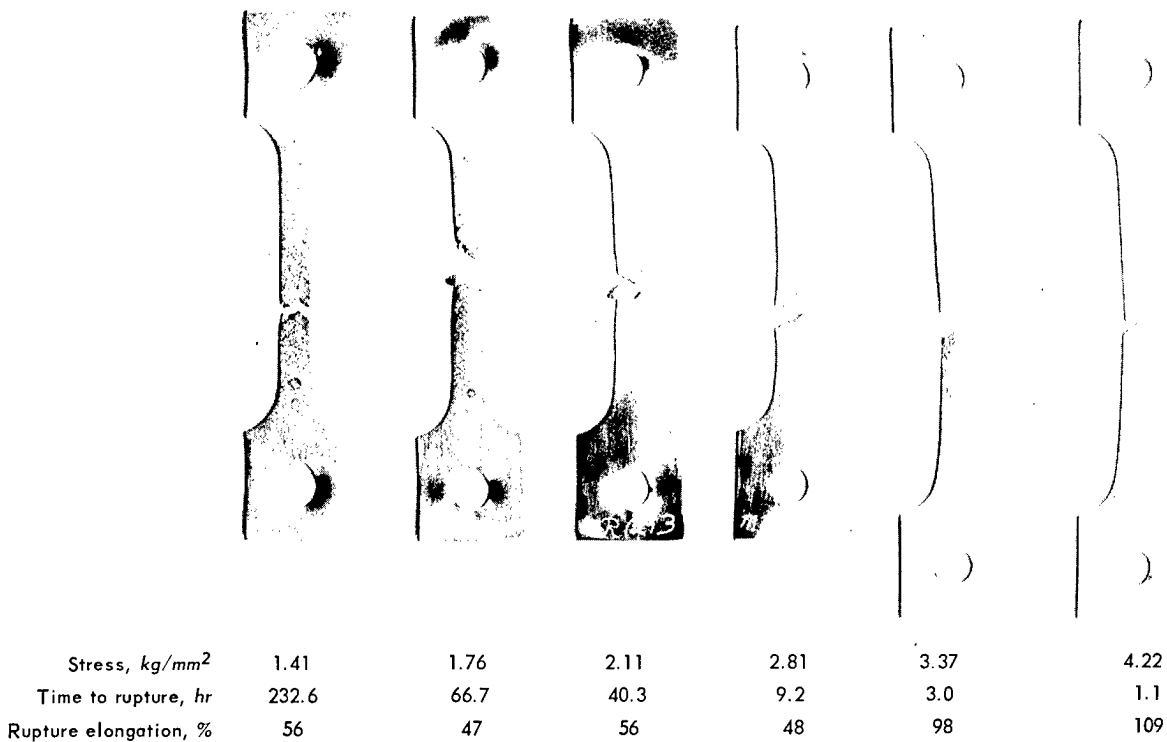 Stress, kg/mm² 1.41 1.76 2.11 2.81 3.37 4.22
Time to rupture, hr 232.6 66.7 40.3 9.2 3.0 1.1
Rupture elongation, % 56 47 56 48 98 109